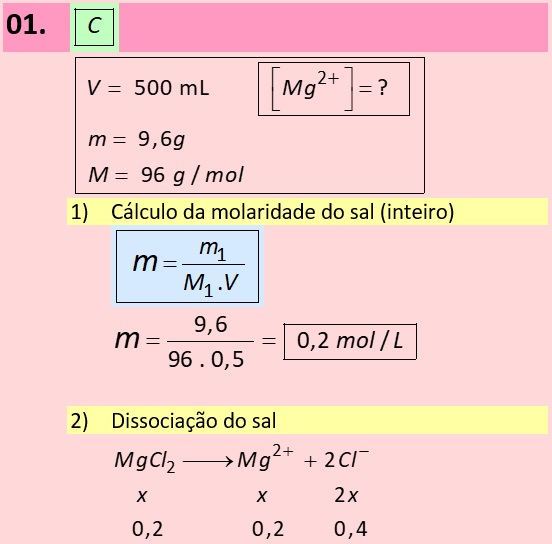 01. C
V = 500 mL [Mg²⁺] = ?
m = 9,6g
M = 96 g / mol
1) Cálculo da molaridade do sal (inteiro)
m = m₁ / M₁ .V
m = 9,6 / 96 . 0,5 = 0,2 mol / L
2) Dissociação do sal
MgCl₂ ⟶ Mg²⁺ + 2Cl⁻
x x 2x
0,2 0,2 0,4